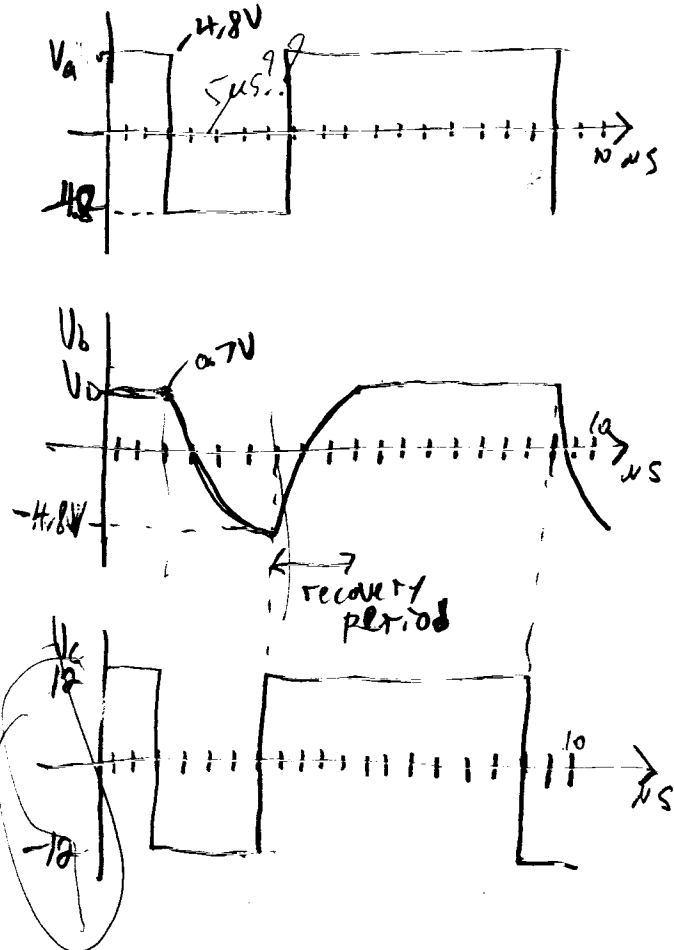 4.8V
Va
5μs??
10 μs
-4.8
Vb
VD
0.7V
10
μs
-4.8V
recovery
period
Vc
12
10
μs
-12